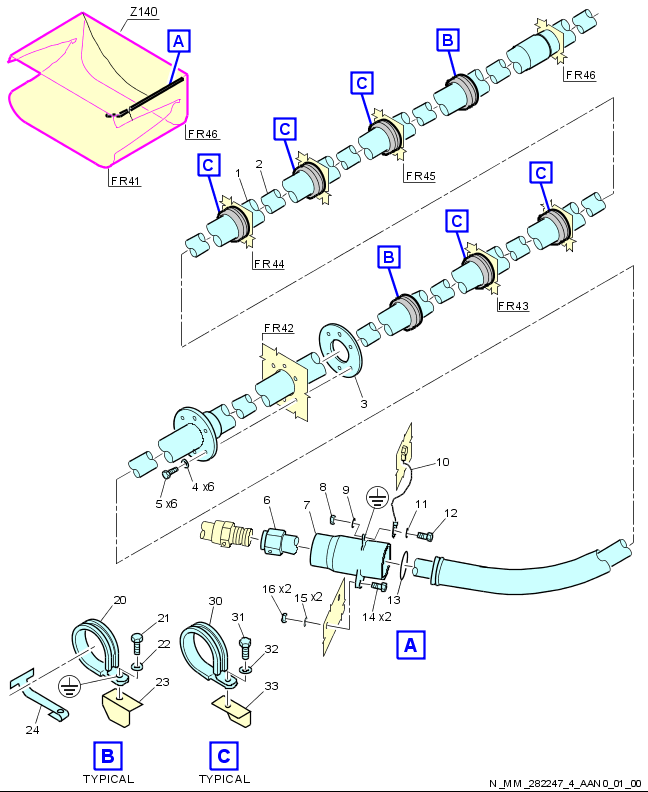 Z140
A
B
FR46
C
C
FR45
FR46
FR41
C
1
2
C
FR44
C
B
FR43
FR42
3
4 x6
5 x6
10
8
9
11
12
6
7
13
16 x2
15 x2
14 x2
A
20
21
22
23
24
30
31
32
33
B
TYPICAL
C
TYPICAL
N_MM_282247_4_AAN0_01_00